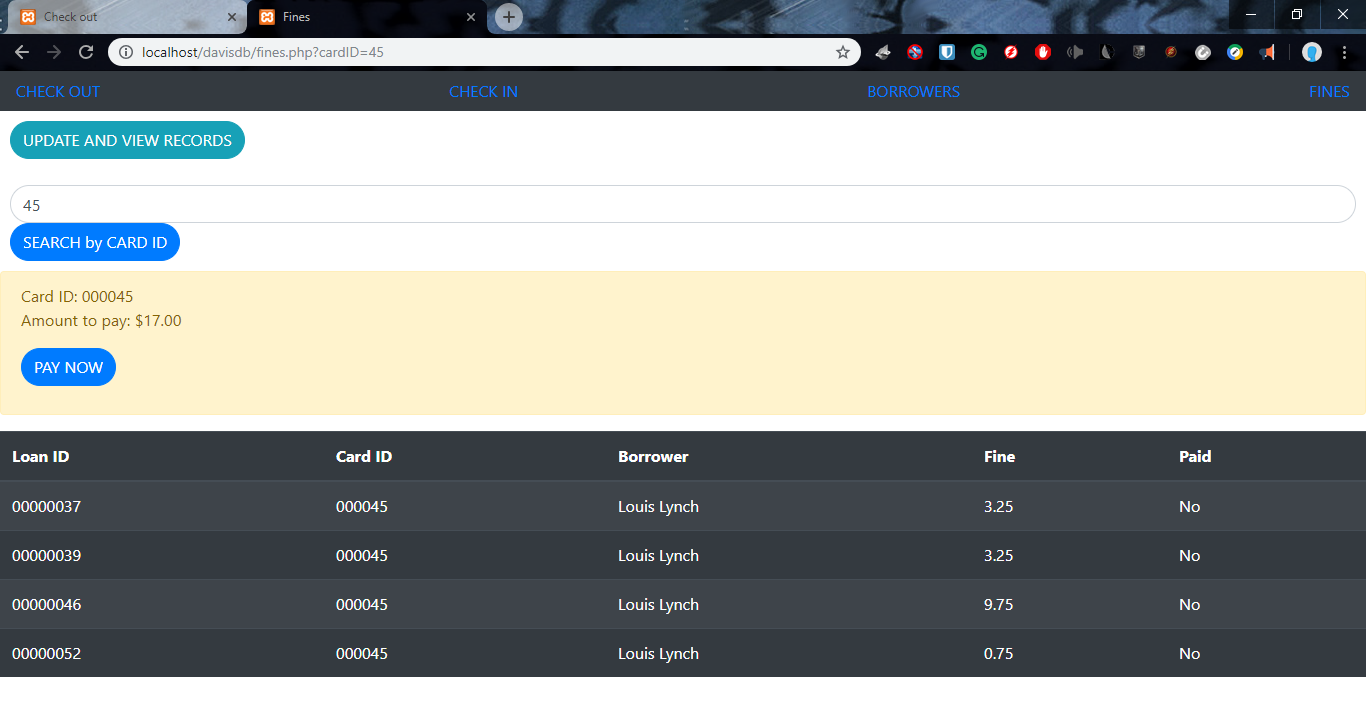 Check out
Fines
localhost/davisdb/fines.php?cardID=45
CHECK OUT CHECK IN BORROWERS FINES
UPDATE AND VIEW RECORDS
45
SEARCH by CARD ID
Card ID: 000045
Amount to pay: $17.00
PAY NOW
Loan ID Card ID Borrower Fine Paid
00000037 000045 Louis Lynch 3.25 No
00000039 000045 Louis Lynch 3.25 No
00000046 000045 Louis Lynch 9.75 No
00000052 000045 Louis Lynch 0.75 No